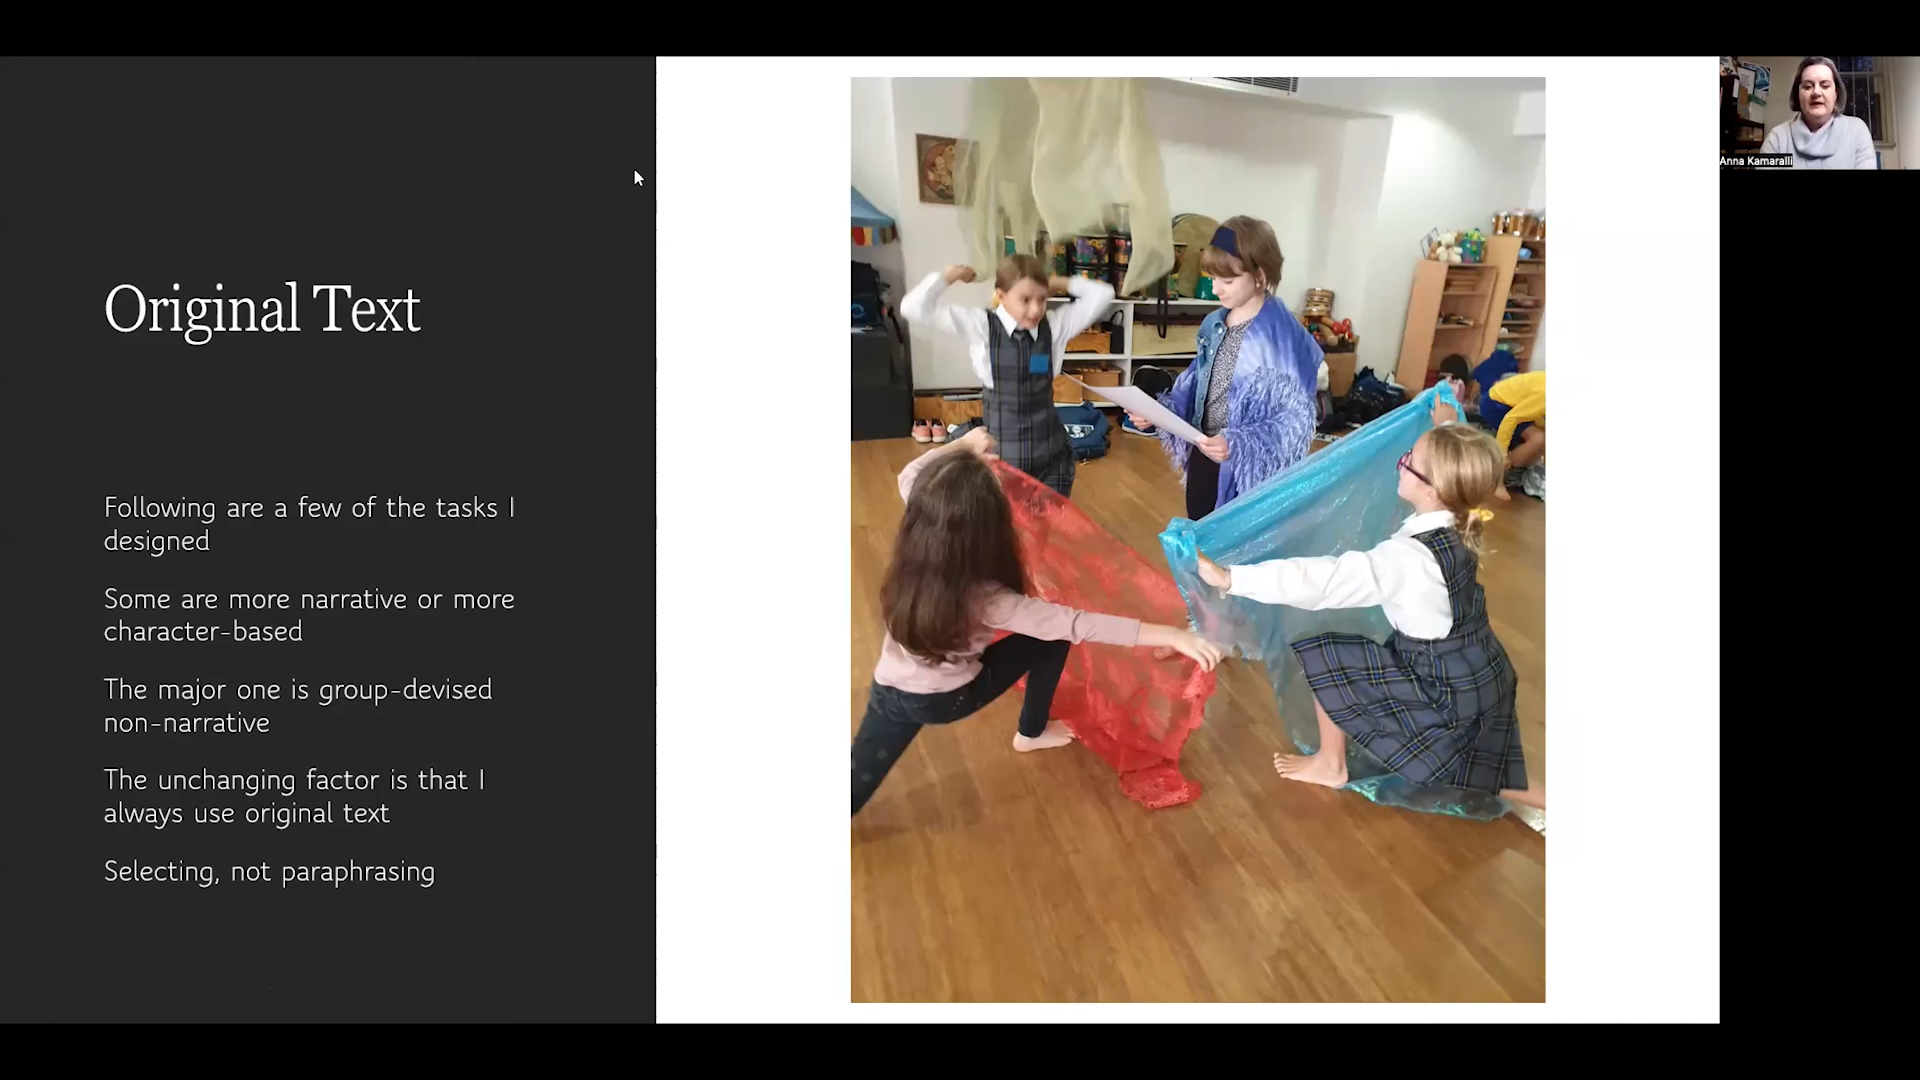 Original Text
Following are a few of the tasks I
designed
Some are more narrative or more
character-based
The major one is group-devised
non-narrative
The unchanging factor is that I
always use original text
Selecting, not paraphrasing
Anna Kamaralli